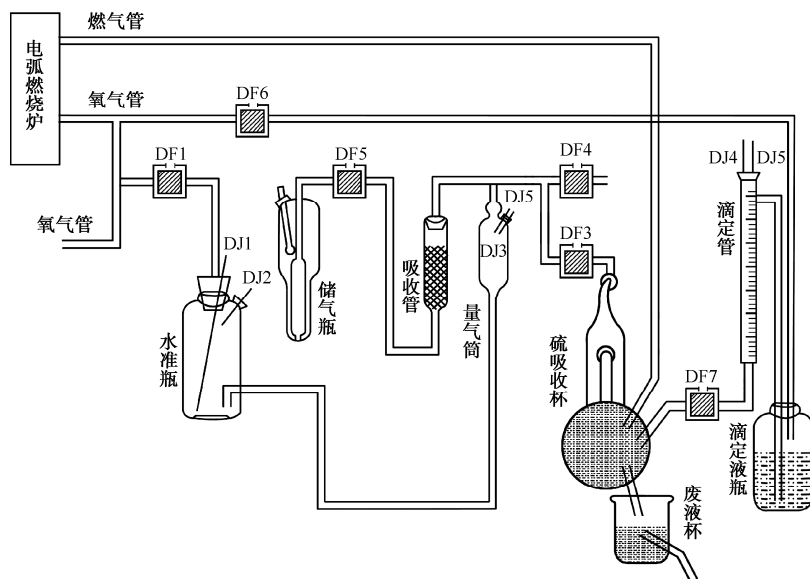 燃气管
电弧燃烧炉
氧气管
DF6
DF1
DF5
DF4
DJ4
DJ5
DJ5
滴定管
氧气管
DJ1
DJ3
DF3
DJ2
储气瓶
吸收管
量气筒
水准瓶
硫吸收杯
DF7
滴定液瓶
废液杯